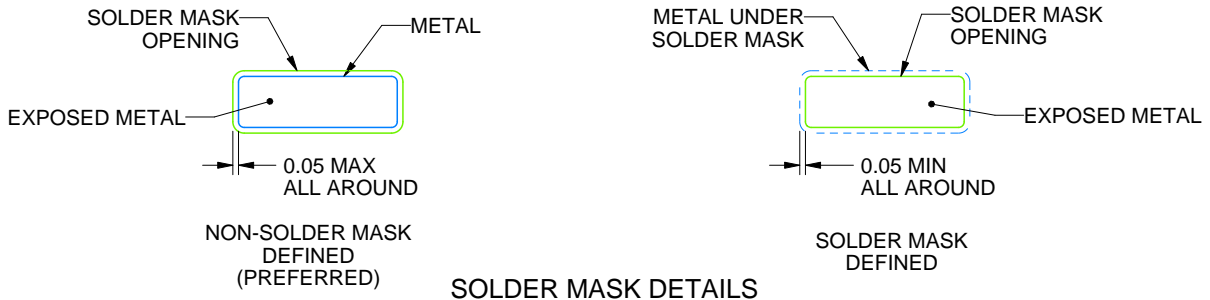 SOLDER MASK
OPENING
METAL
EXPOSED METAL
0.05 MAX
ALL AROUND
NON-SOLDER MASK
DEFINED
(PREFERRED)
METAL UNDER
SOLDER MASK
SOLDER MASK
OPENING
EXPOSED METAL
0.05 MIN
ALL AROUND
SOLDER MASK
DEFINED
SOLDER MASK DETAILS